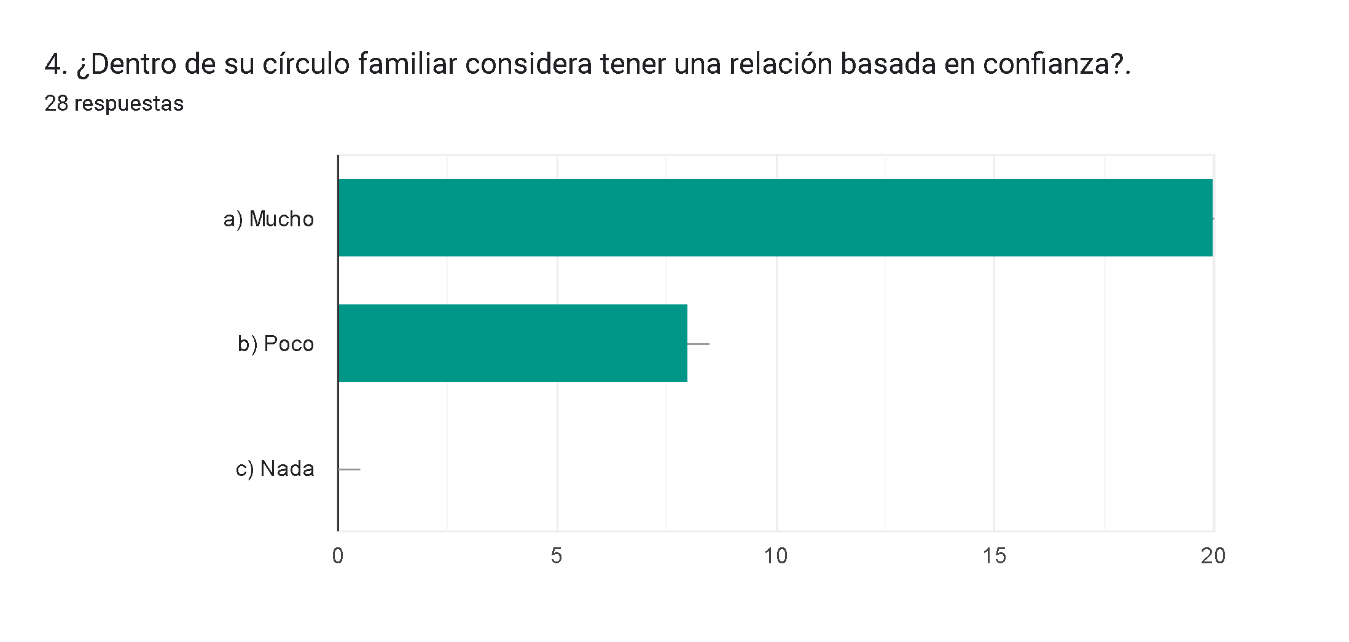 4. ¿Dentro de su círculo familiar considera tener una relación basada en confianza?.
28 respuestas
a) Mucho
b) Poco
c) Nada
0 5 10 15 20